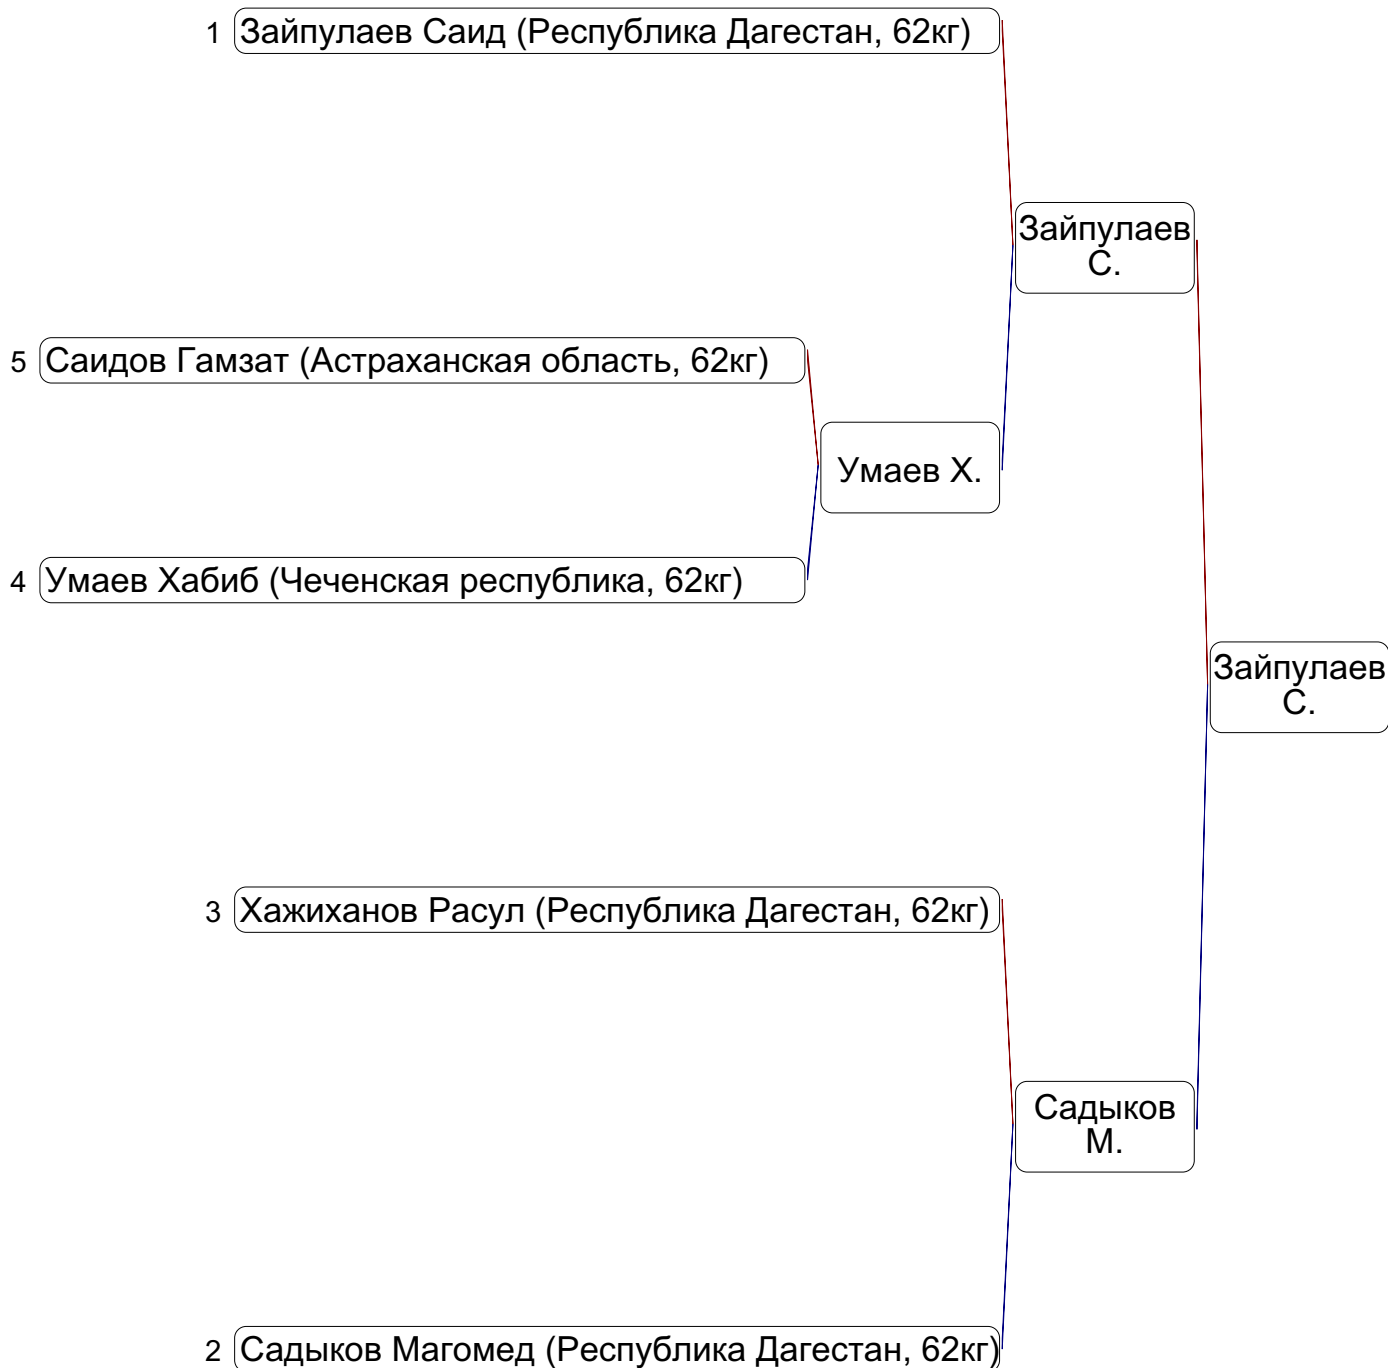 1 Зайпулаев Саид (Республика Дагестан, 62кг)
Зайпулаев
С.
5 Саидов Гамзат (Астраханская область, 62кг)
Умаев Х.
4 Умаев Хабиб (Чеченская республика, 62кг)
Зайпулаев
С.
3 Хажиханов Расул (Республика Дагестан, 62кг)
Садыков
М.
2 Садыков Магомед (Республика Дагестан, 62кг)